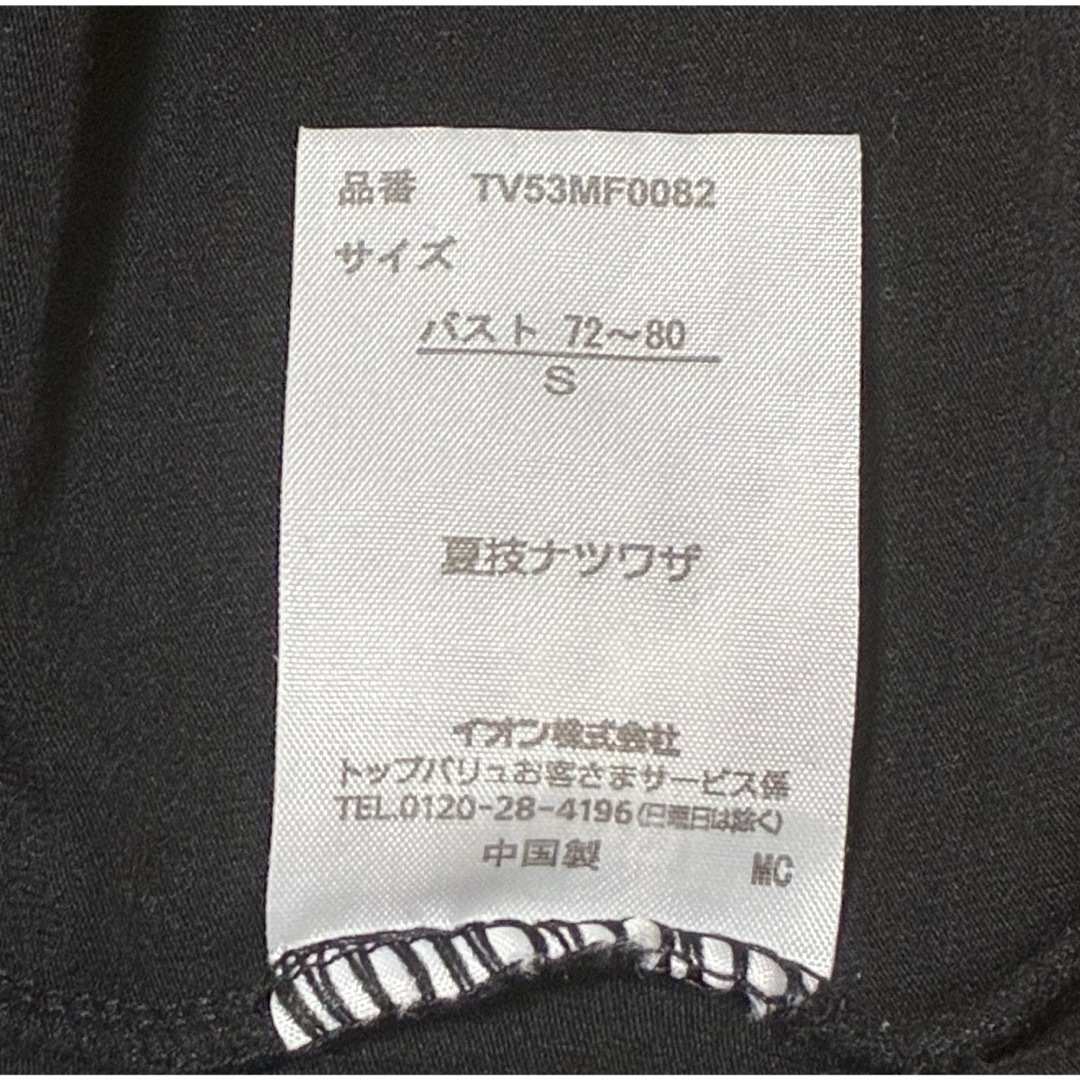 品番 TV53MF0082
サイズ
バスト 72〜80
S
夏技ナツワザ
イオン株式会社
トップバリュお客さまサービス係
TEL.0120-28-4196(日曜日は除く)
中国製
MC